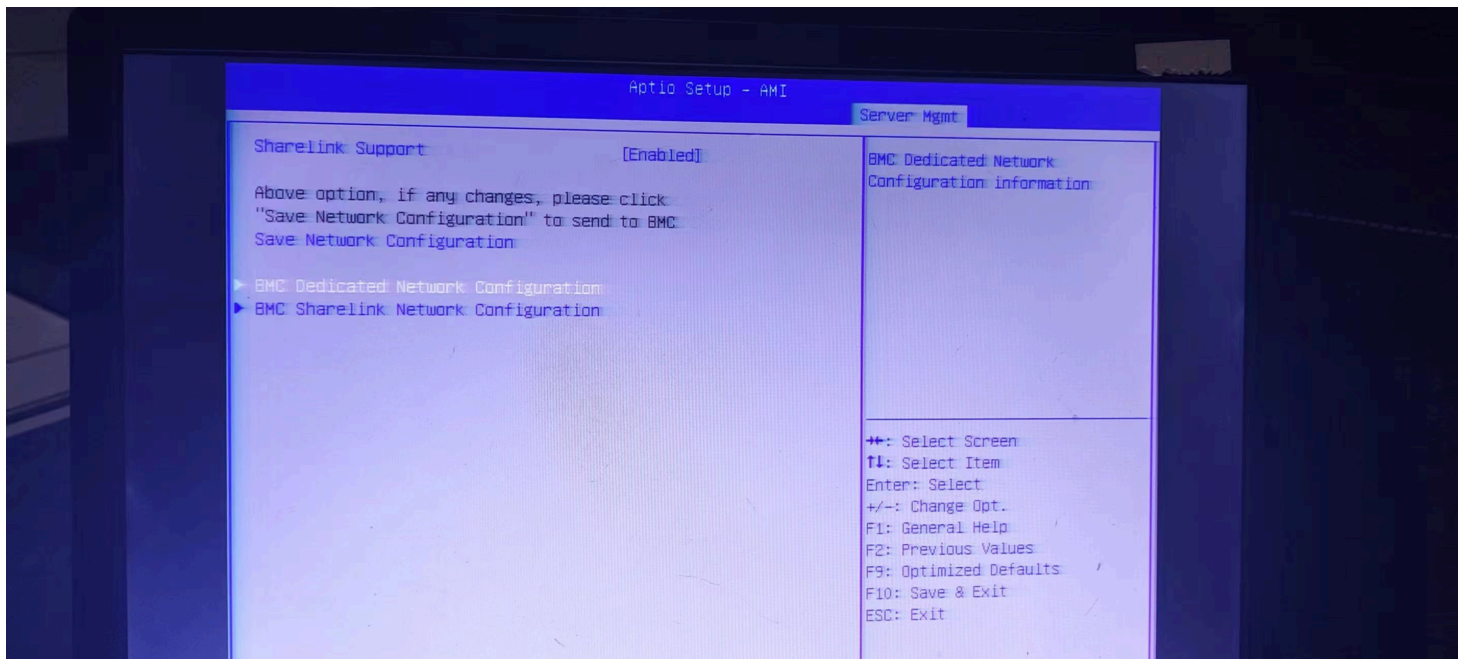 Aptio Setup - AMI
Server Mgmt
Sharelink Support [Enabled]
Above option, if any changes, please click
"Save Network Configuration" to send to BMC
Save Network Configuration
▶ BMC Dedicated Network Configuration
▶ BMC Sharelink Network Configuration
BMC Dedicated Network
Configuration information
→←: Select Screen
↑↓: Select Item
Enter: Select
+/-: Change Opt.
F1: General Help
F2: Previous Values
F9: Optimized Defaults
F10: Save & Exit
ESC: Exit